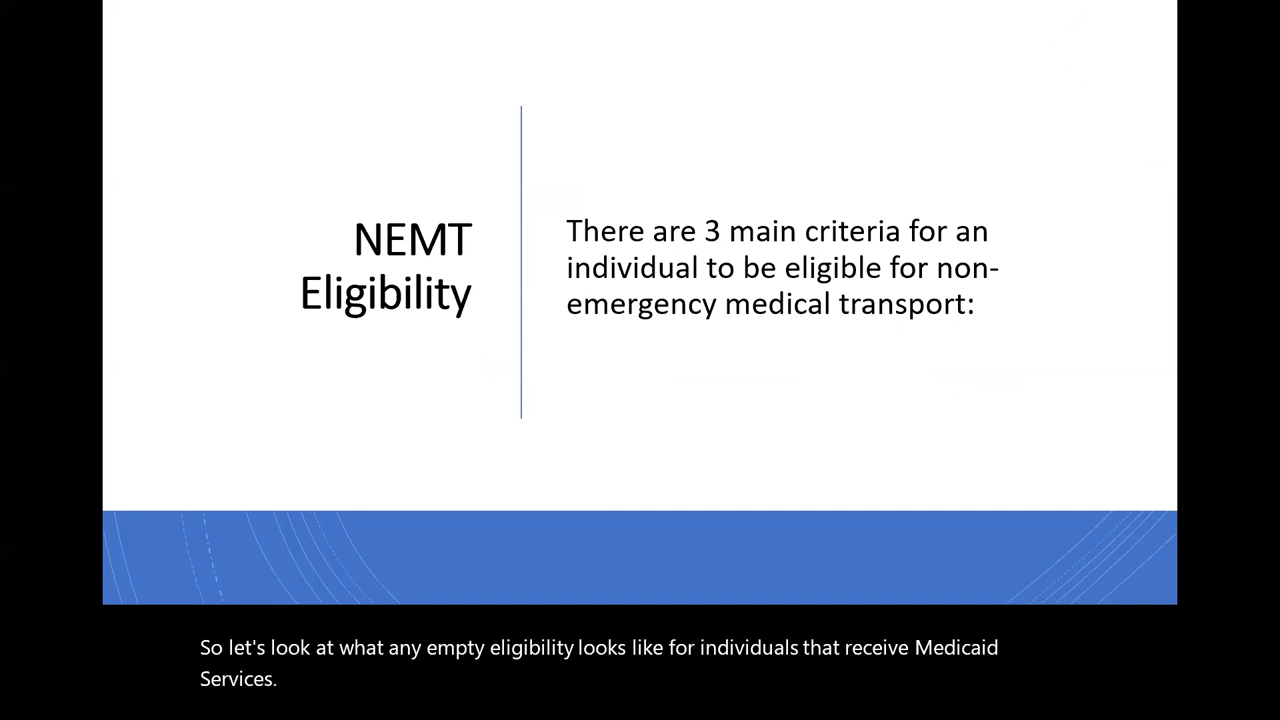 NEMT
Eligibility
There are 3 main criteria for an
individual to be eligible for non-
emergency medical transport:
So let's look at what any empty eligibility looks like for individuals that receive Medicaid
Services.